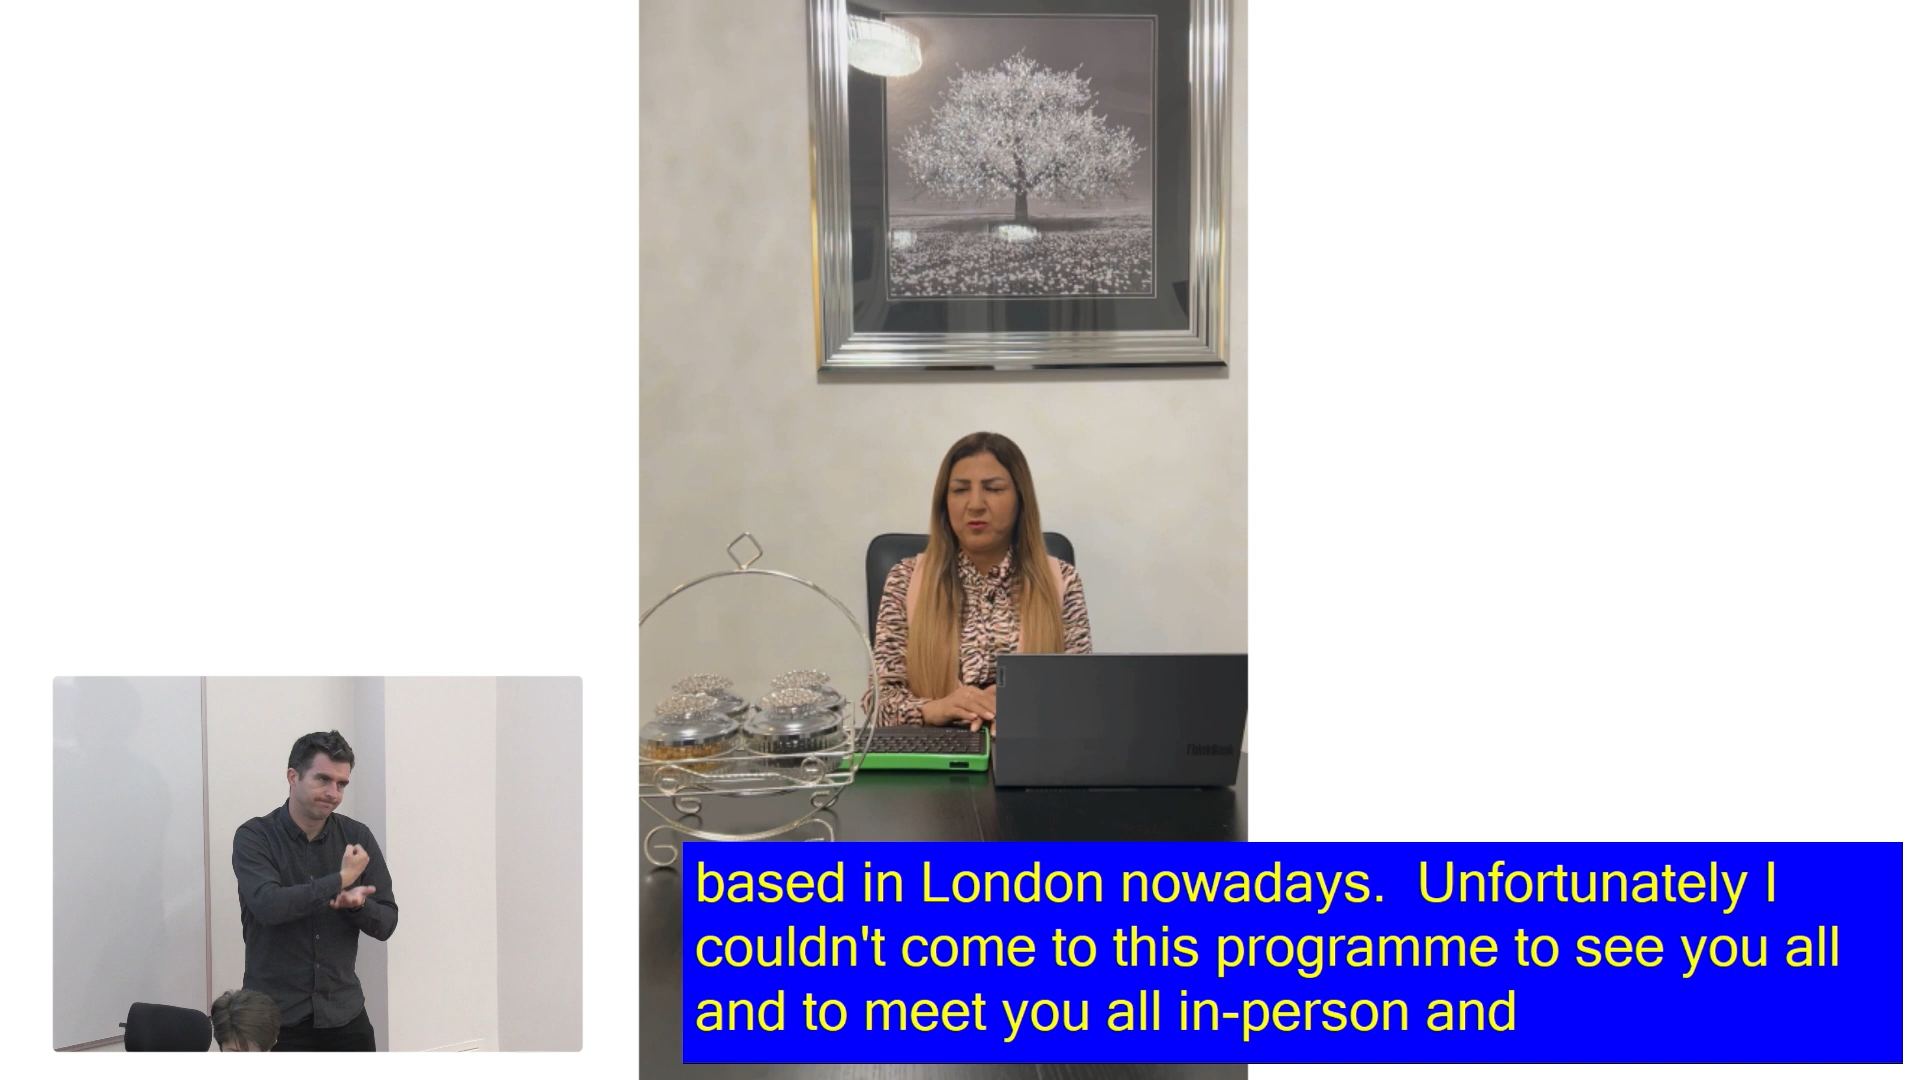 ThinkBook
based in London nowadays.  Unfortunately I
couldn't come to this programme to see you all
and to meet you all in-person and